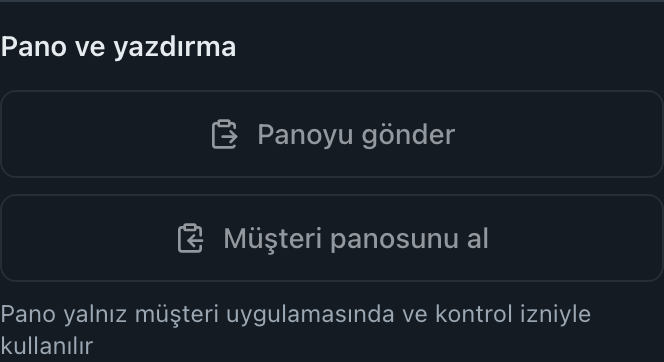 Pano ve yazdırma
Panoyu gönder
Müşteri panosunu al
Pano yalnız müşteri uygulamasında ve kontrol izniyle
kullanılır